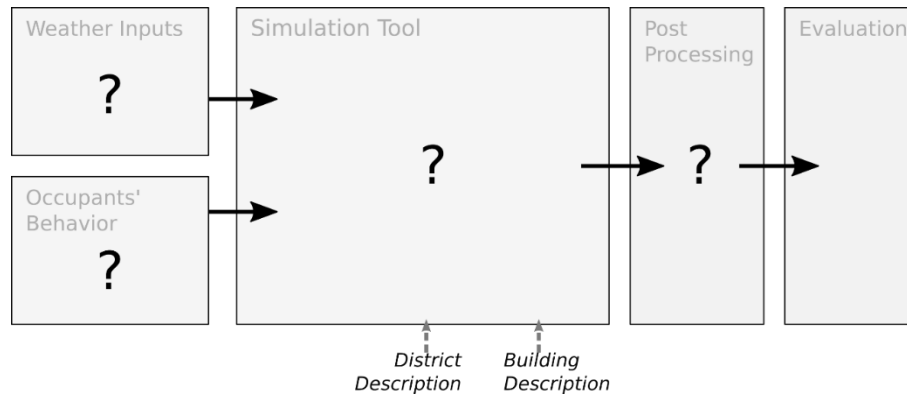 Weather Inputs
?
Occupants'
Behavior
?
Simulation Tool
?
District
Description
Building
Description
Post
Processing
?
Evaluation